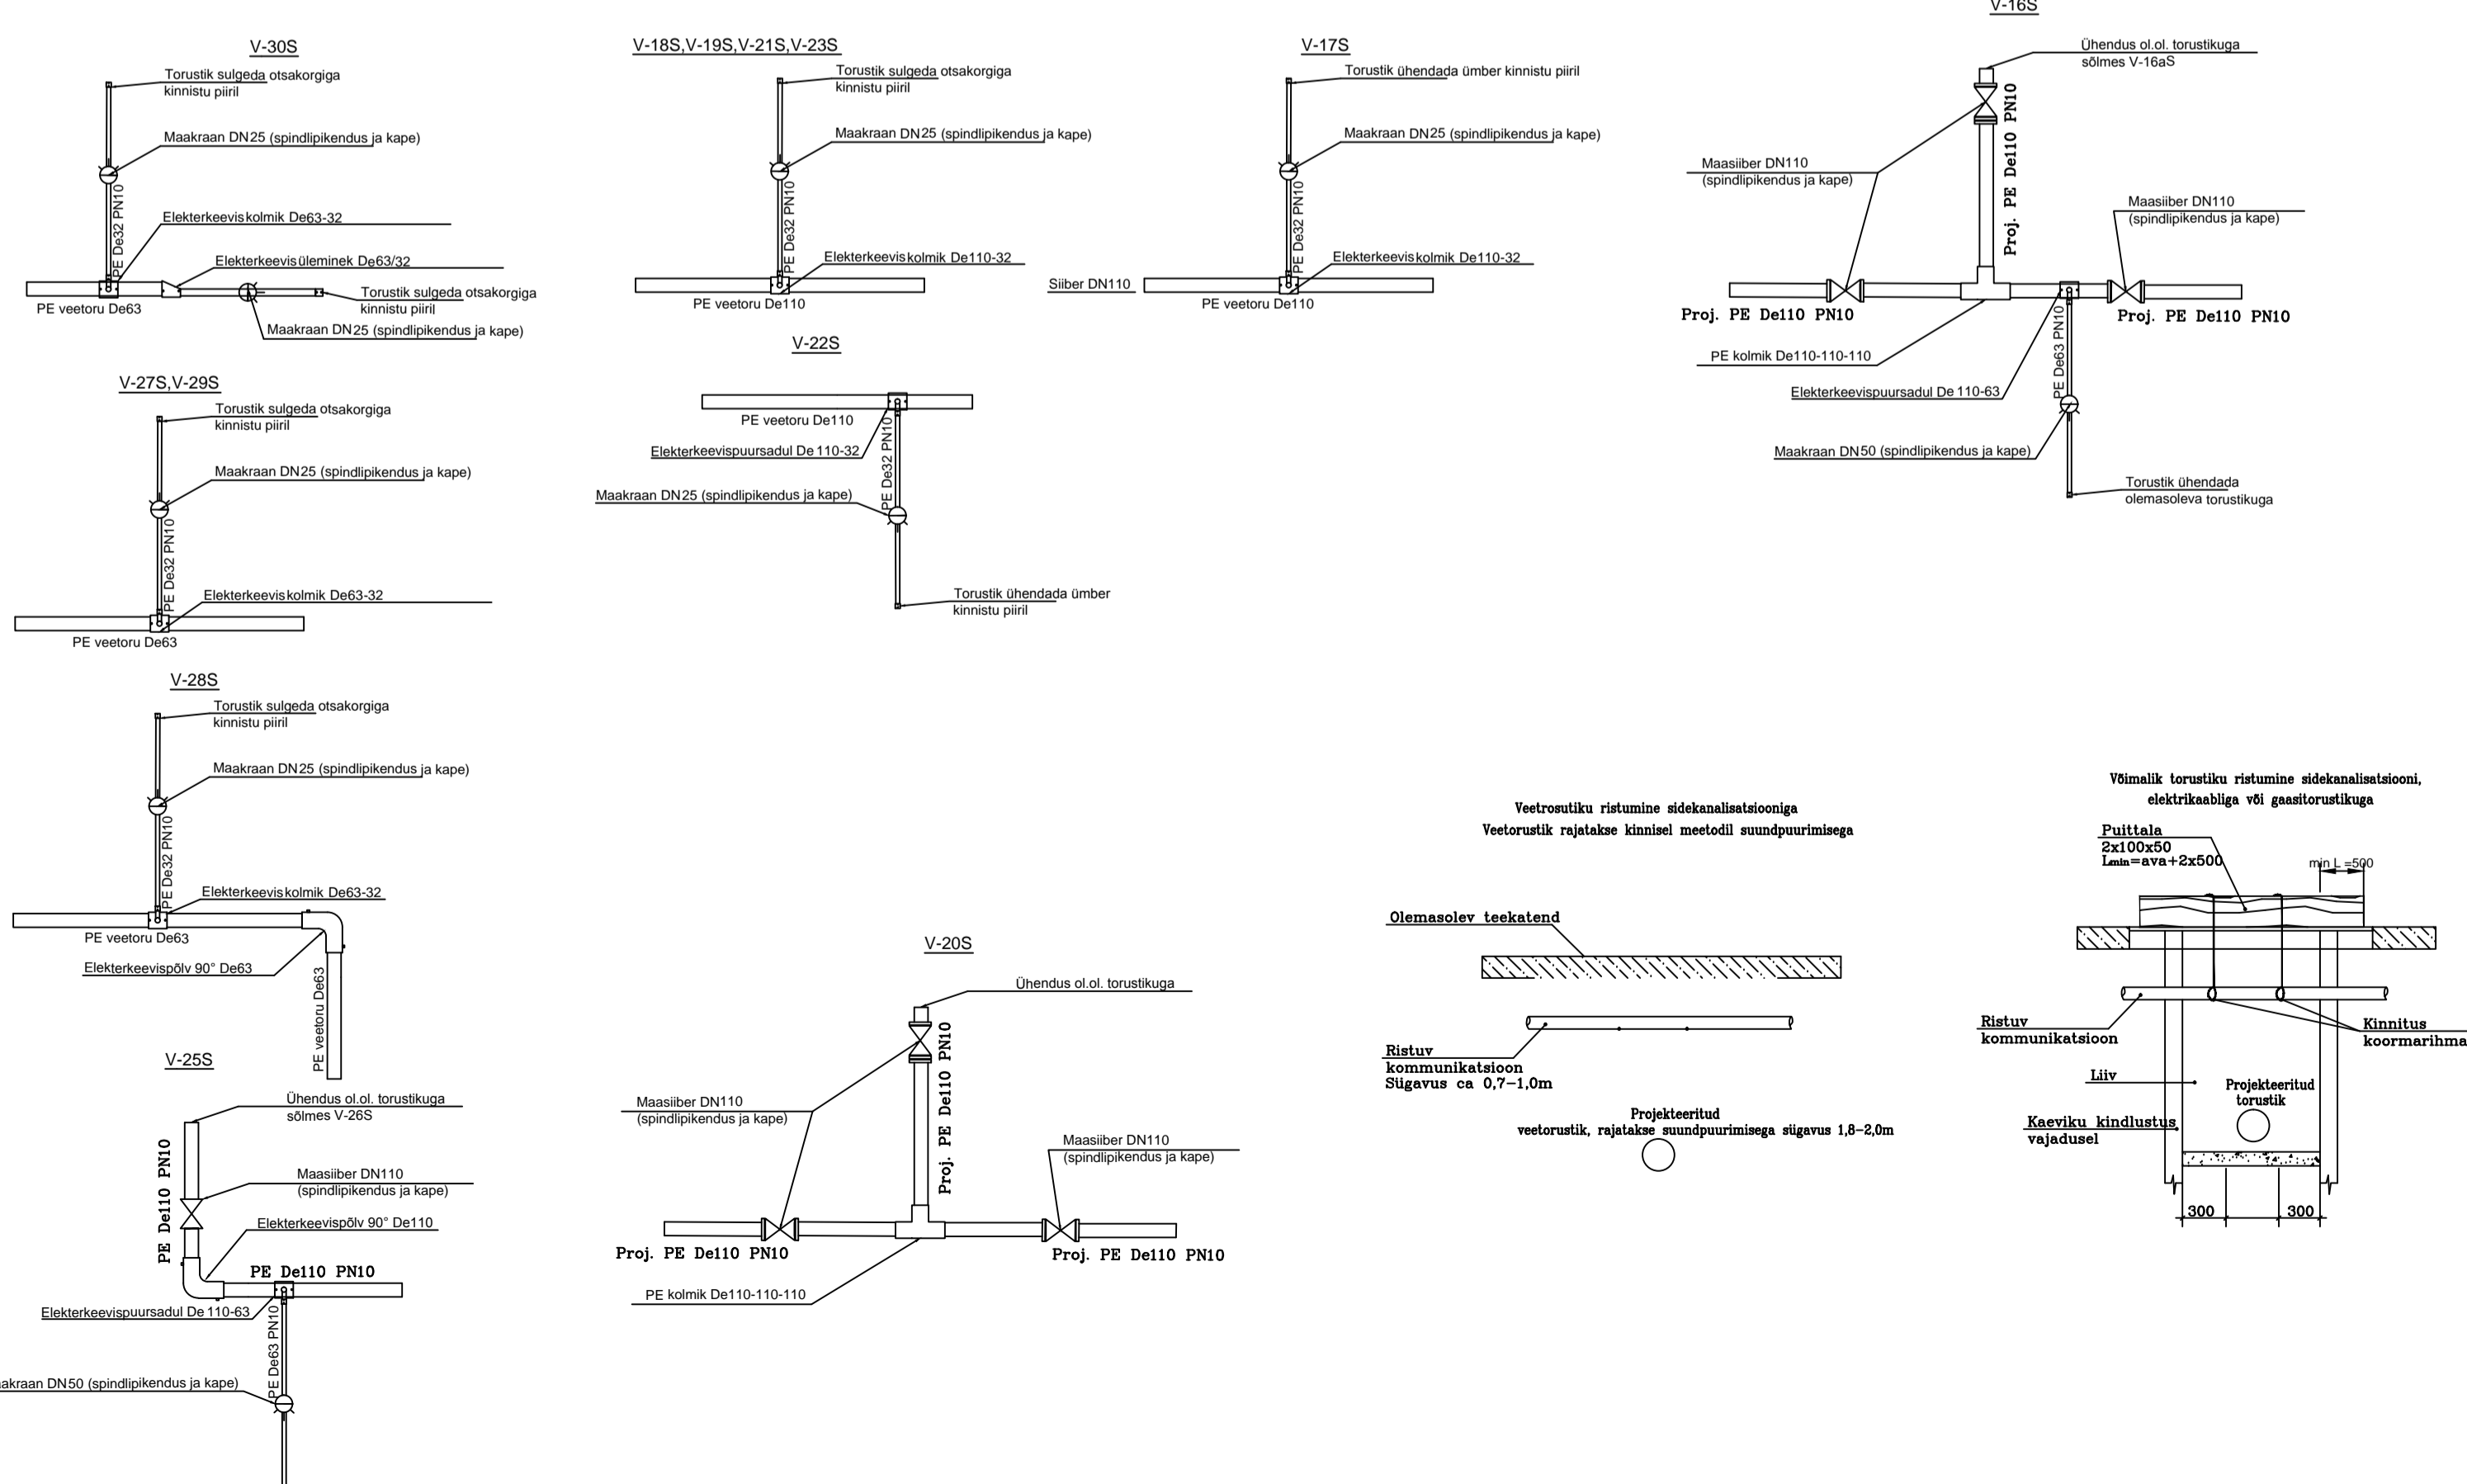 V-30S
Torustik sulgeda otsakorgiga
kinnistu piiril
Maakraan DN25 (spindlipikendus ja kape)
PE De32 PN10
Elekterkeevis kolmik De63-32
Elekterkeevis üleminek De63/32
Torustik sulgeda otsakorgiga
kinnistu piiril
PE veetoru De63
Maakraan DN25 (spindlipikendus ja kape)
V-18S,V-19S,V-21S,V-23S
Torustik sulgeda otsakorgiga
kinnistu piiril
Maakraan DN25 (spindlipikendus ja kape)
PE De32 PN10
Elekterkeevis kolmik De110-32
PE veetoru De110
V-17S
Torustik ühendada ümber kinnistu piiril
Maakraan DN25 (spindlipikendus ja kape)
PE De32 PN10
Elekterkeevis kolmik De110-32
Siiber DN110
PE veetoru De110
V-16S
Ühendus ol.ol. torustikuga
sõlmes V-16aS
Proj. PE De110 PN10
Maasiiber DN110
(spindlipikendus ja kape)
Maasiiber DN110
(spindlipikendus ja kape)
Proj. PE De110 PN10
Proj. PE De110 PN10
PE kolmik De110-110-110
PE De63 PN10
Elekterkeevispuursadul De 110-63
Maakraan DN50 (spindlipikendus ja kape)
Torustik ühendada
olemasoleva torustikuga
V-27S,V-29S
Torustik sulgeda otsakorgiga
kinnistu piiril
Maakraan DN25 (spindlipikendus ja kape)
PE De32 PN10
Elekterkeevis kolmik De63-32
PE veetoru De63
V-22S
PE veetoru De110
Elekterkeevispuursadul De 110-32
PE De32 PN10
Maakraan DN25 (spindlipikendus ja kape)
Torustik ühendada ümber
kinnistu piiril
V-28S
Torustik sulgeda otsakorgiga
kinnistu piiril
Maakraan DN25 (spindlipikendus ja kape)
PE De32 PN10
Elekterkeevis kolmik De63-32
PE veetoru De63
Elekterkeevispõlv 90° De63
PE veetoru De63
V-25S
Ühendus ol.ol. torustikuga
sõlmes V-26S
PE De110 PN10
Maasiiber DN110
(spindlipikendus ja kape)
Elekterkeevispõlv 90° De110
PE De110 PN10
Elekterkeevispuursadul De 110-63
PE De63 PN10
akraan DN50 (spindlipikendus ja kape)
V-20S
Ühendus ol.ol. torustikuga
Proj. PE De110 PN10
Maasiiber DN110
(spindlipikendus ja kape)
Maasiiber DN110
(spindlipikendus ja kape)
Proj. PE De110 PN10
Proj. PE De110 PN10
PE kolmik De110-110-110
Veetrosutiku ristumine sidekanalisatsiooniga
Veetorustik rajatakse kinnisel meetodil suundpuurimisega
Olemasolev teekatend
Ristuv
kommunikatsioon
Sügavus ca 0,7-1,0m
Projekteeritud
veetorustik, rajatakse suundpuurimisega sügavus 1,8-2,0m
Võimalik torustiku ristumine sidekanalisatsiooni,
elektrikaabliga või gaasitorustikuga
Puittala
2x100x50
Lmin=ava+2x500
min L =500
Ristuv
kommunikatsioon
Kinnitus
koormarihma
Liiv
Projekteeritud
torustik
Kaeviku kindlustus
vajadusel
300
300